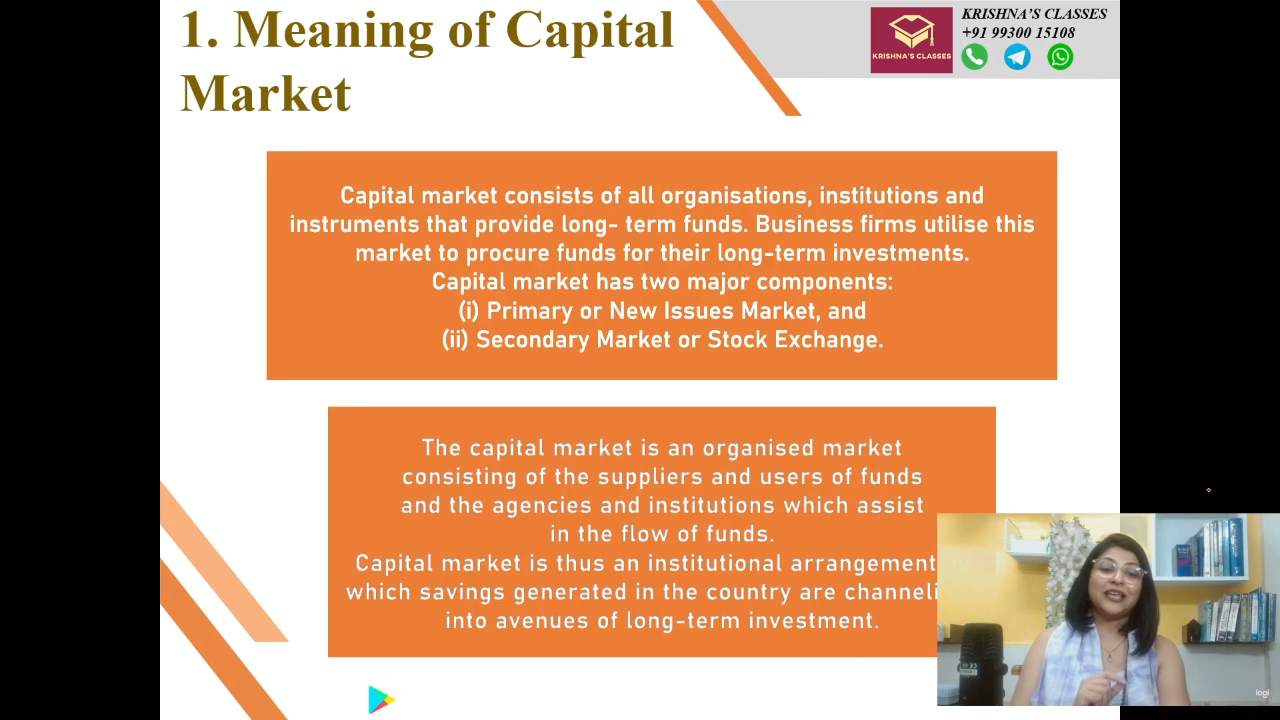 1. Meaning of Capital
Market
KRISHNA'S CLASSES
KRISHNA'S CLASSES
+91 99300 15108
Capital market consists of all organisations, institutions and
instruments that provide long- term funds. Business firms utilise this
market to procure funds for their long-term investments.
Capital market has two major components:
(i) Primary or New Issues Market, and
(ii) Secondary Market or Stock Exchange.
The capital market is an organised market
consisting of the suppliers and users of funds
and the agencies and institutions which assist
in the flow of funds.
Capital market is thus an institutional arrangement
which savings generated in the country are
into avenues of long-term investment.
logi